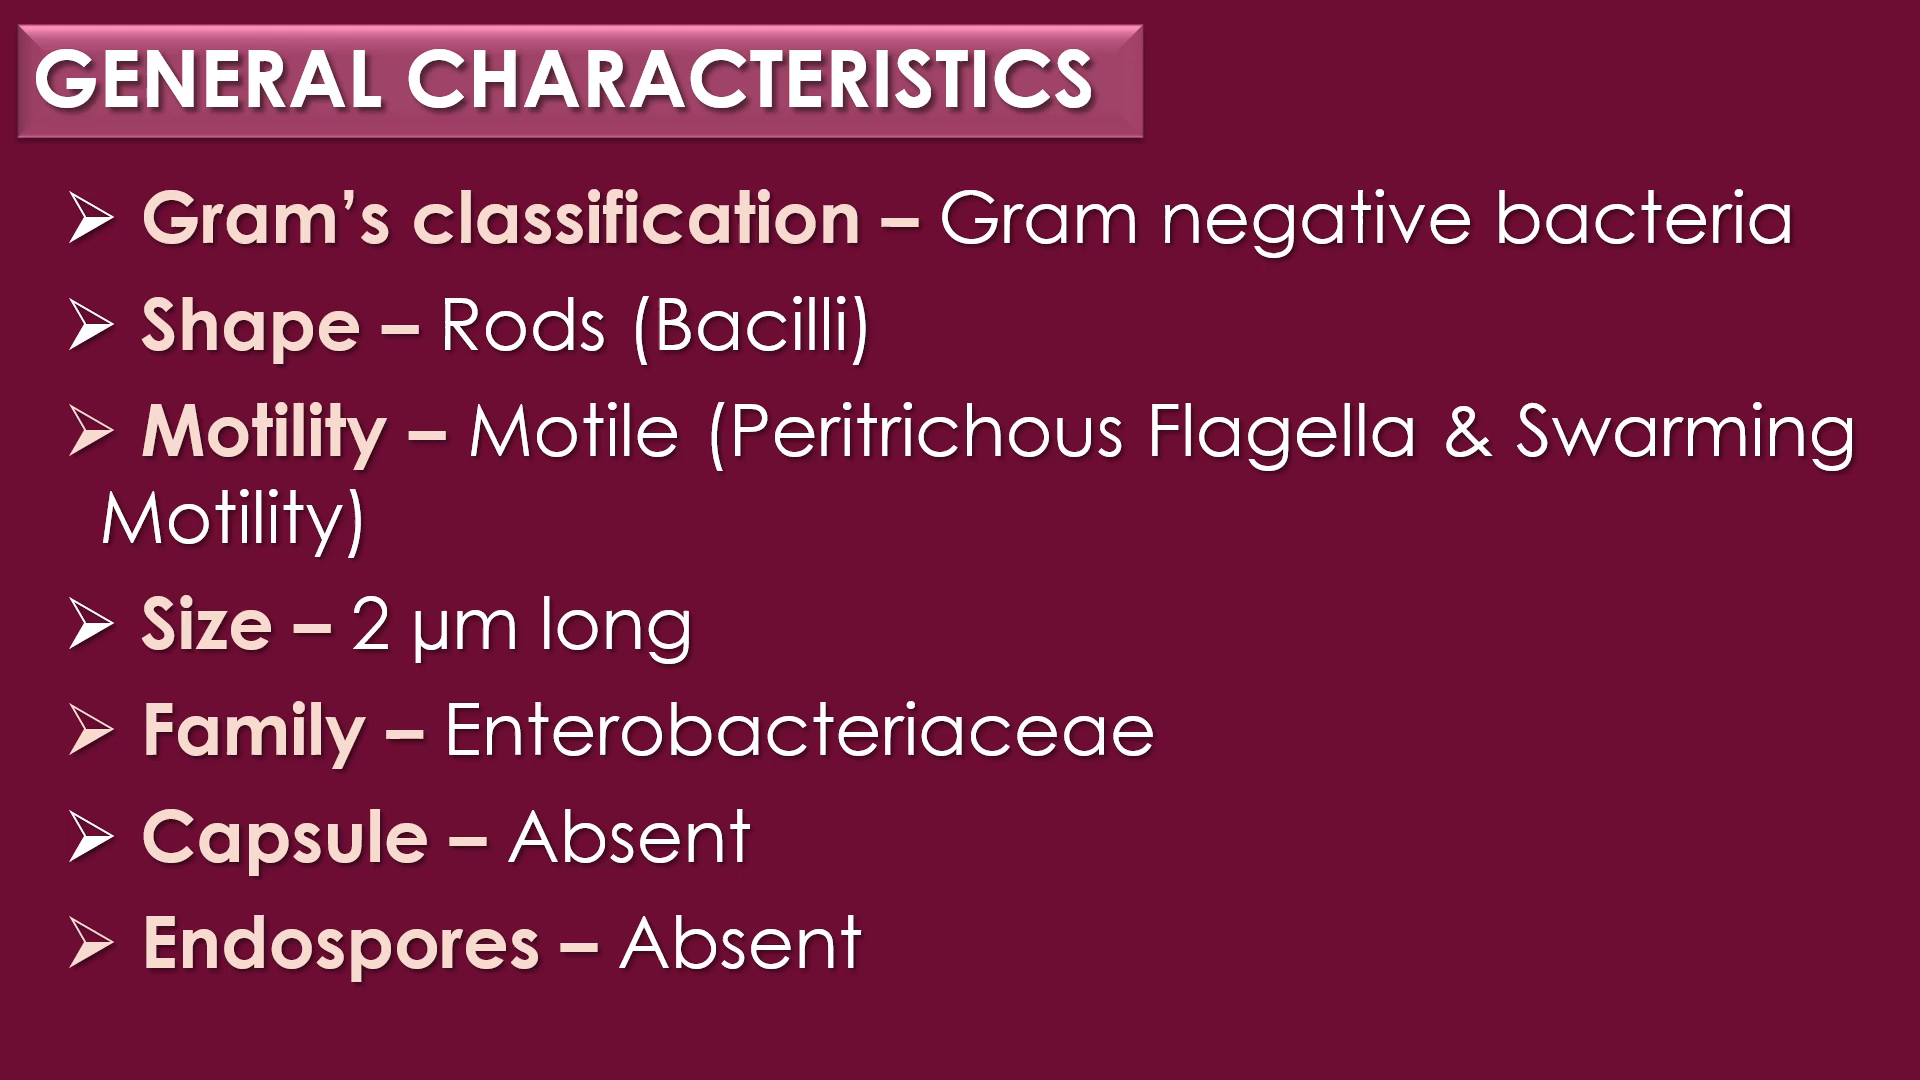 GENERAL CHARACTERISTICS
➢ Gram’s classification – Gram negative bacteria
➢ Shape – Rods (Bacilli)
➢ Motility – Motile (Peritrichous Flagella & Swarming
Motility)
➢ Size – 2 µm long
➢ Family – Enterobacteriaceae
➢ Capsule – Absent
➢ Endospores – Absent